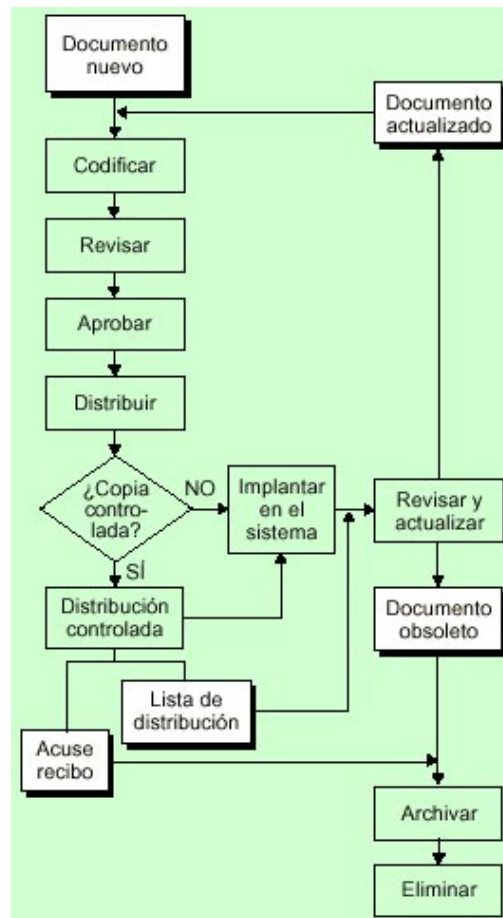 Documento
nuevo
Documento
actualizado
Codificar
Revisar
Aprobar
Distribuir
¿Copia
contro-
lada?
NO
SÍ
Implantar
en el
sistema
Revisar y
actualizar
Distribución
controlada
Documento
obsoleto
Lista de
distribución
Acuse
recibo
Archivar
Eliminar